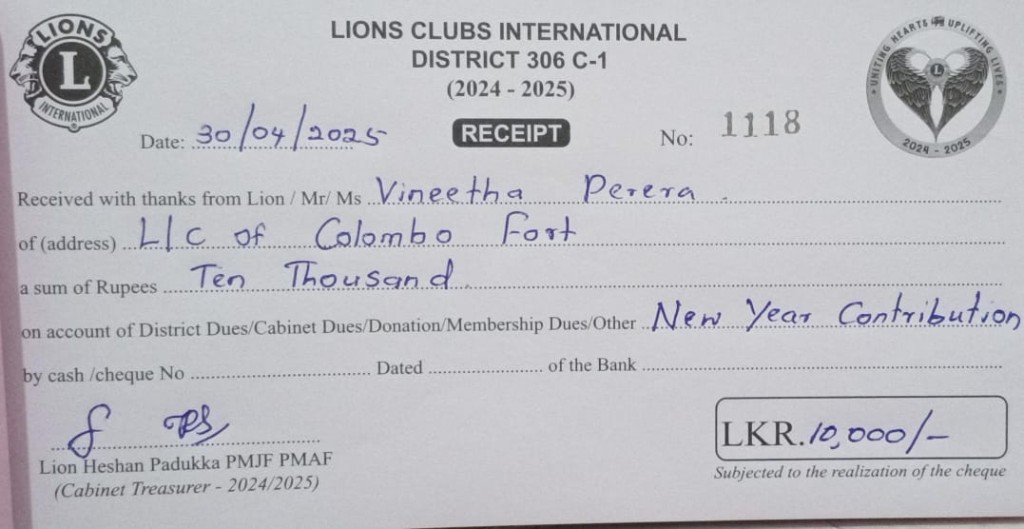 LIONS
L
INTERNATIONAL
LIONS CLUBS INTERNATIONAL
DISTRICT 306 C-1
(2024 - 2025)
UNITING HEARTS UPLIFTING LIVES
L
2024 - 2025
Date: 30/04/2025 RECEIPT No: 1118
Received with thanks from Lion / Mr/ Ms Vineetha Perera
of (address) L/c of Colombo Fort
a sum of Rupees Ten Thousand
on account of District Dues/Cabinet Dues/Donation/Membership Dues/Other New Year Contribution
by cash /cheque No .......... Dated .......... of the Bank ..........
LKR. 10,000/-
Lion Heshan Padukka PMJF PMAF
(Cabinet Treasurer - 2024/2025)
Subjected to the realization of the cheque